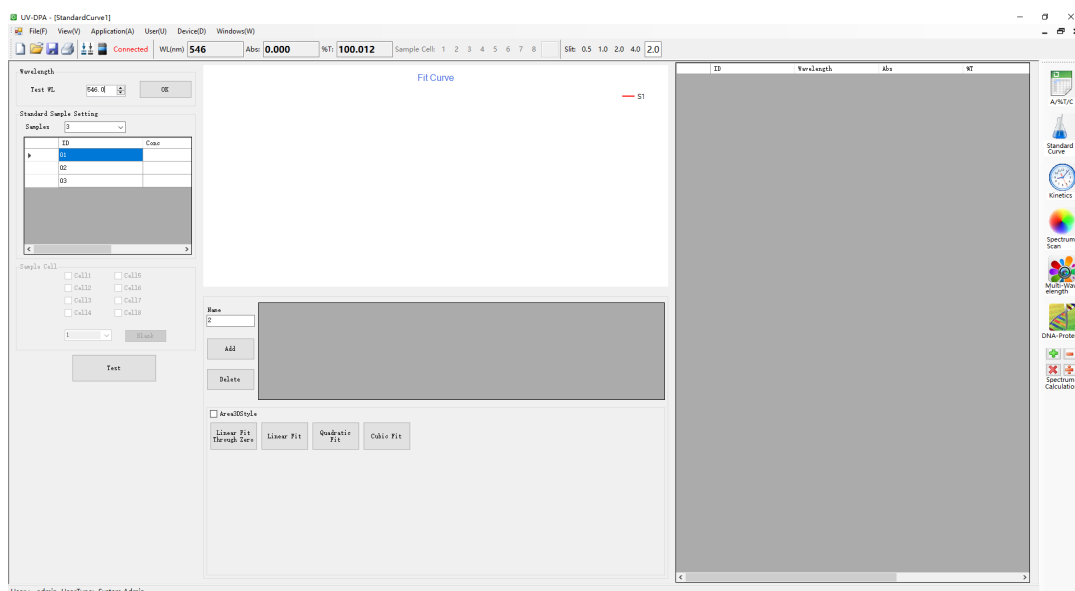 UV-DPA - [StandardCurve1]
File(F) View(V) Application(A) User(U) Device(D) Windows(W)
Connected WL(nm) 546 Abs: 0.000 %T: 100.012 Sample Cell: 1 2 3 4 5 6 7 8 Slit: 0.5 1.0 2.0 4.0 2.0
Wavelength
Test WL 546.0 OK
Standard Sample Setting
Samples 3
ID Conc
01
02
03
Sample Cell
Cell1 Cell5
Cell2 Cell6
Cell3 Cell7
Cell4 Cell8
1 Blank
Test
Fit Curve
S1
Name
2
Add
Delete
Area3DStyle
Linear Fit Through Zero
Linear Fit
Quadratic Fit
Cubic Fit
ID Wavelength Abs %T
A/%T/C
Standard
Curve
Kinetics
Spectrum
Scan
Multi-Wav
elength
DNA-Prote
Spectrum
Calculatio